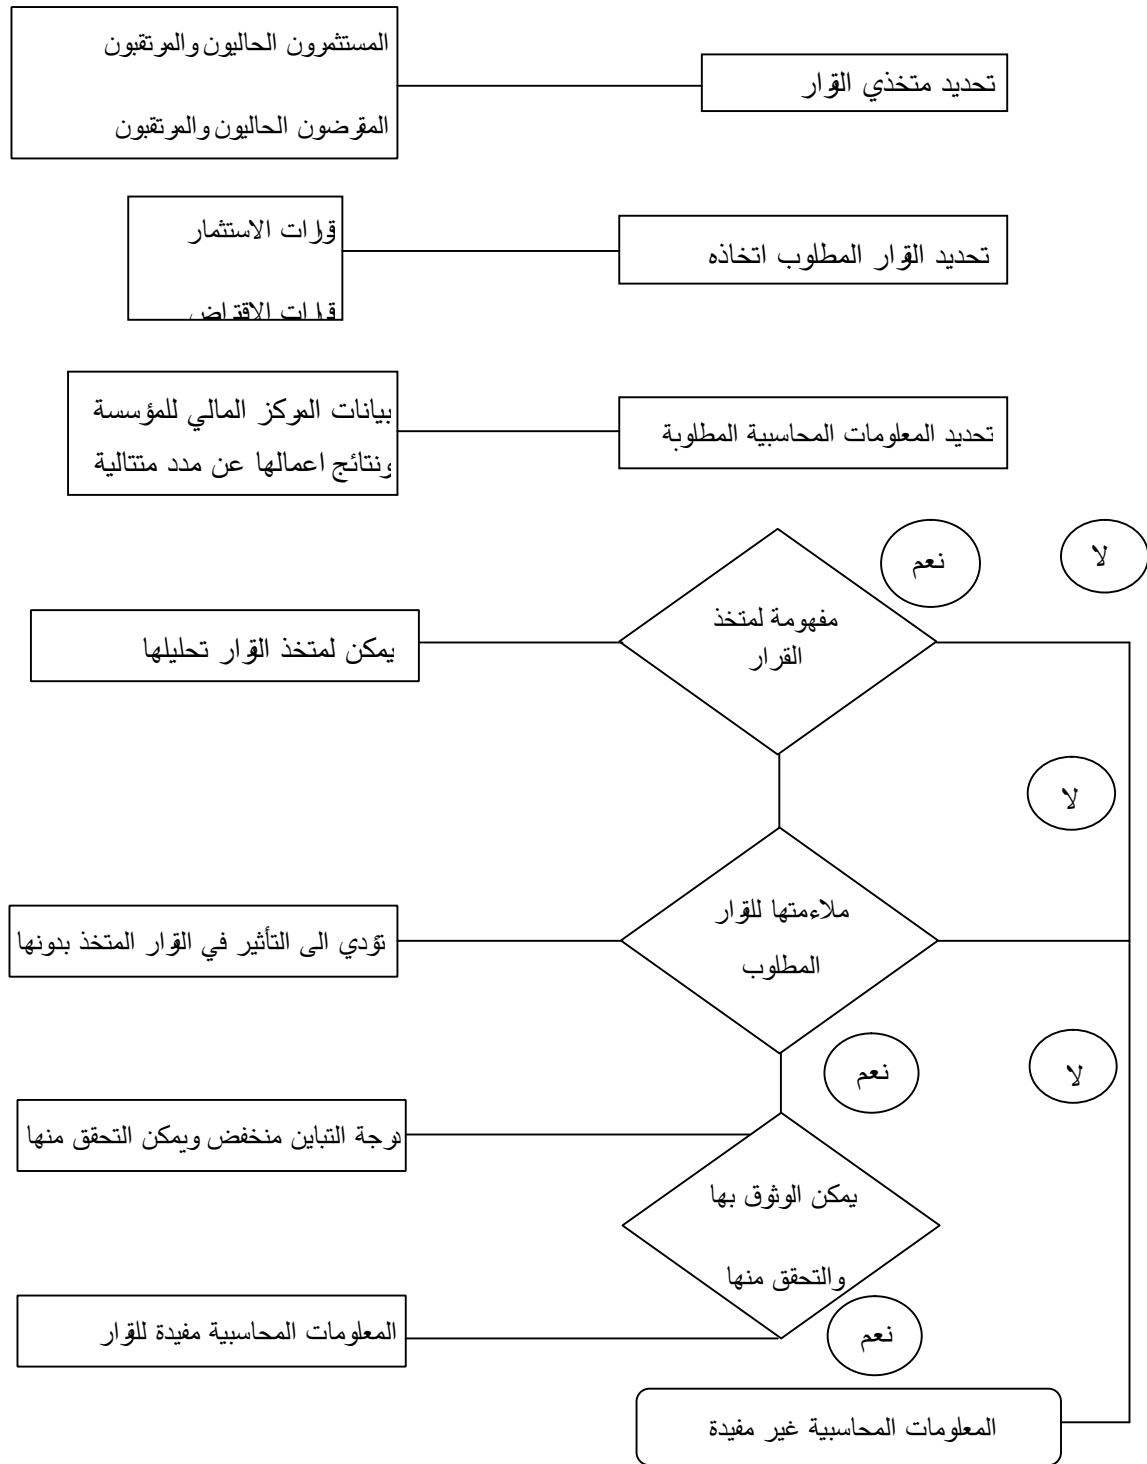 تحديد متخذي القرار
المستثمرون الحاليون والمرتقبون
المقرضون الحاليون والمرتقبون
تحديد القرار المطلوب اتخاذه
قرارات الاستثمار
قرارات الاقتراض
تحديد المعلومات المحاسبية المطلوبة
بيانات المركز المالي للمؤسسة
ونتائج اعمالها عن مدد متتالية
لا
نعم
مفهومة لمتخذ
القرار
يمكن لمتخذ القرار تحليلها
لا
ملاءمتها للقرار
المطلوب
تؤدي الى التأثير في القرار المتخذ بدونها
لا
نعم
درجة التباين منخفض ويمكن التحقق منها
يمكن الوثوق بها
والتحقق منها
نعم
المعلومات المحاسبية مفيدة للقرار
المعلومات المحاسبية غير مفيدة